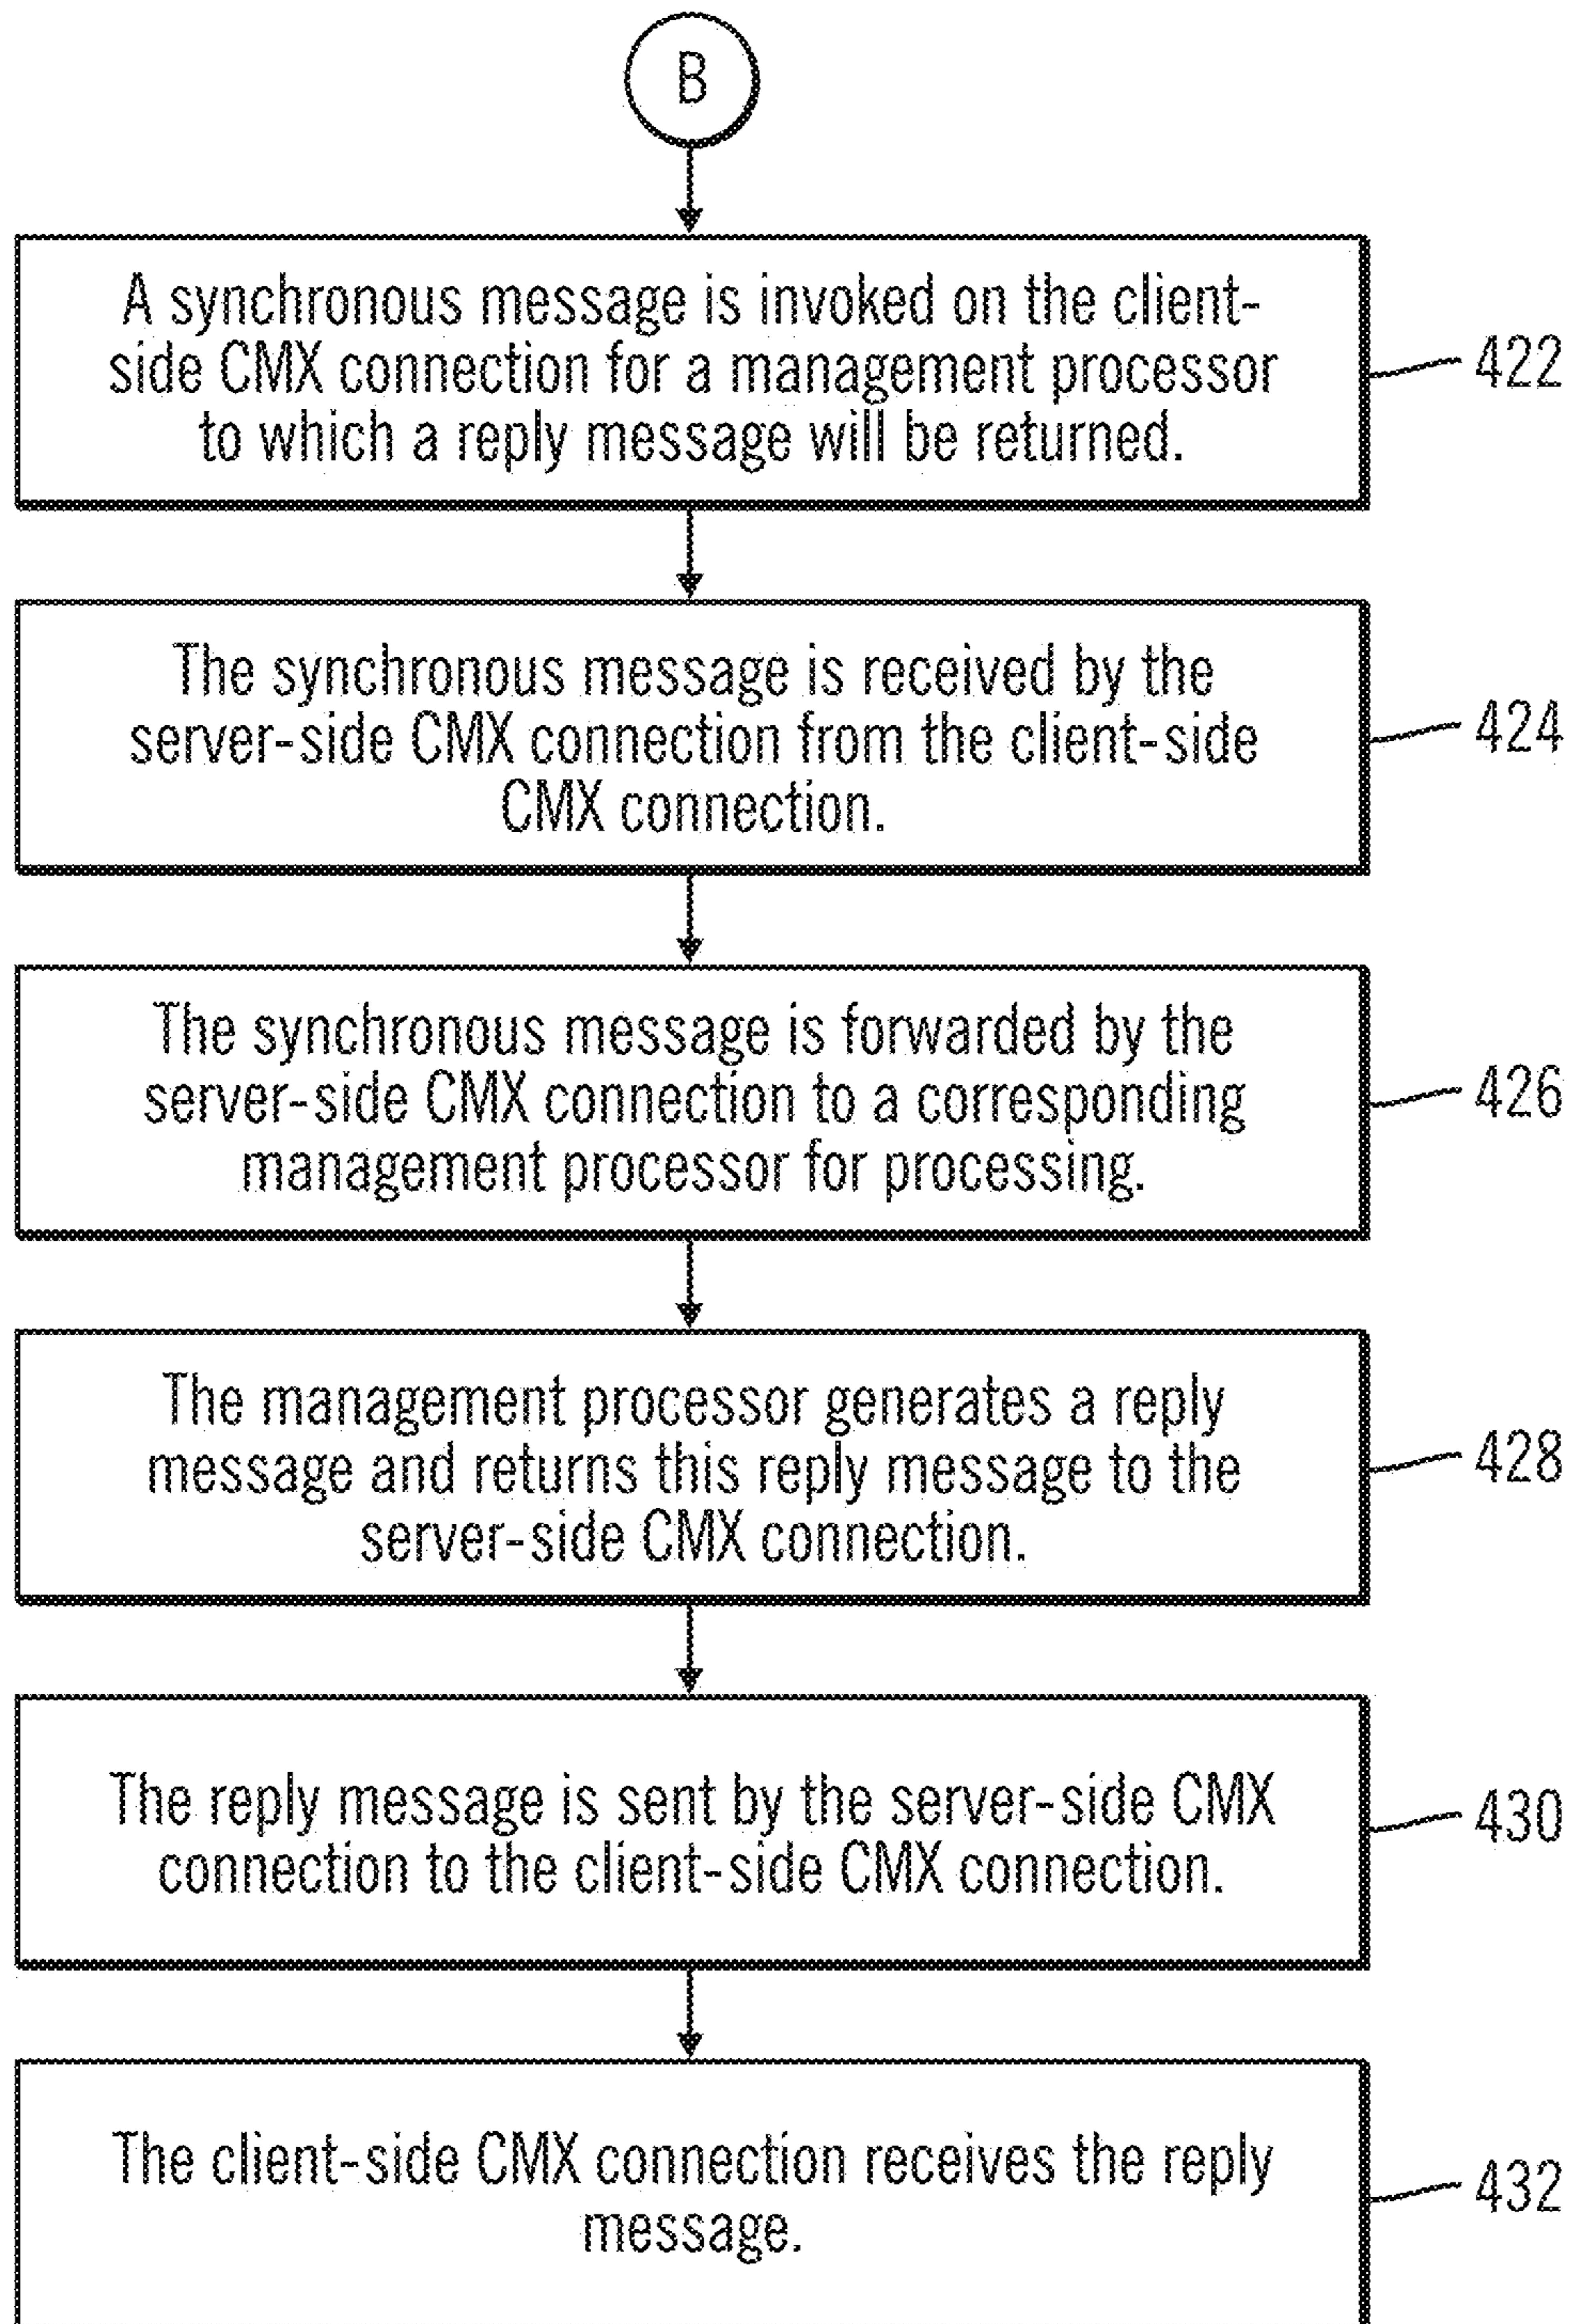 B
A synchronous message is invoked on the client-
side CMX connection for a management processor
to which a reply message will be returned.
422
The synchronous message is received by the
server-side CMX connection from the client-side
CMX connection.
424
The synchronous message is forwarded by the
server-side CMX connection to a corresponding
management processor for processing.
426
The management processor generates a reply
message and returns this reply message to the
server-side CMX connection.
428
The reply message is sent by the server-side CMX
connection to the client-side CMX connection.
430
The client-side CMX connection receives the reply
message.
432